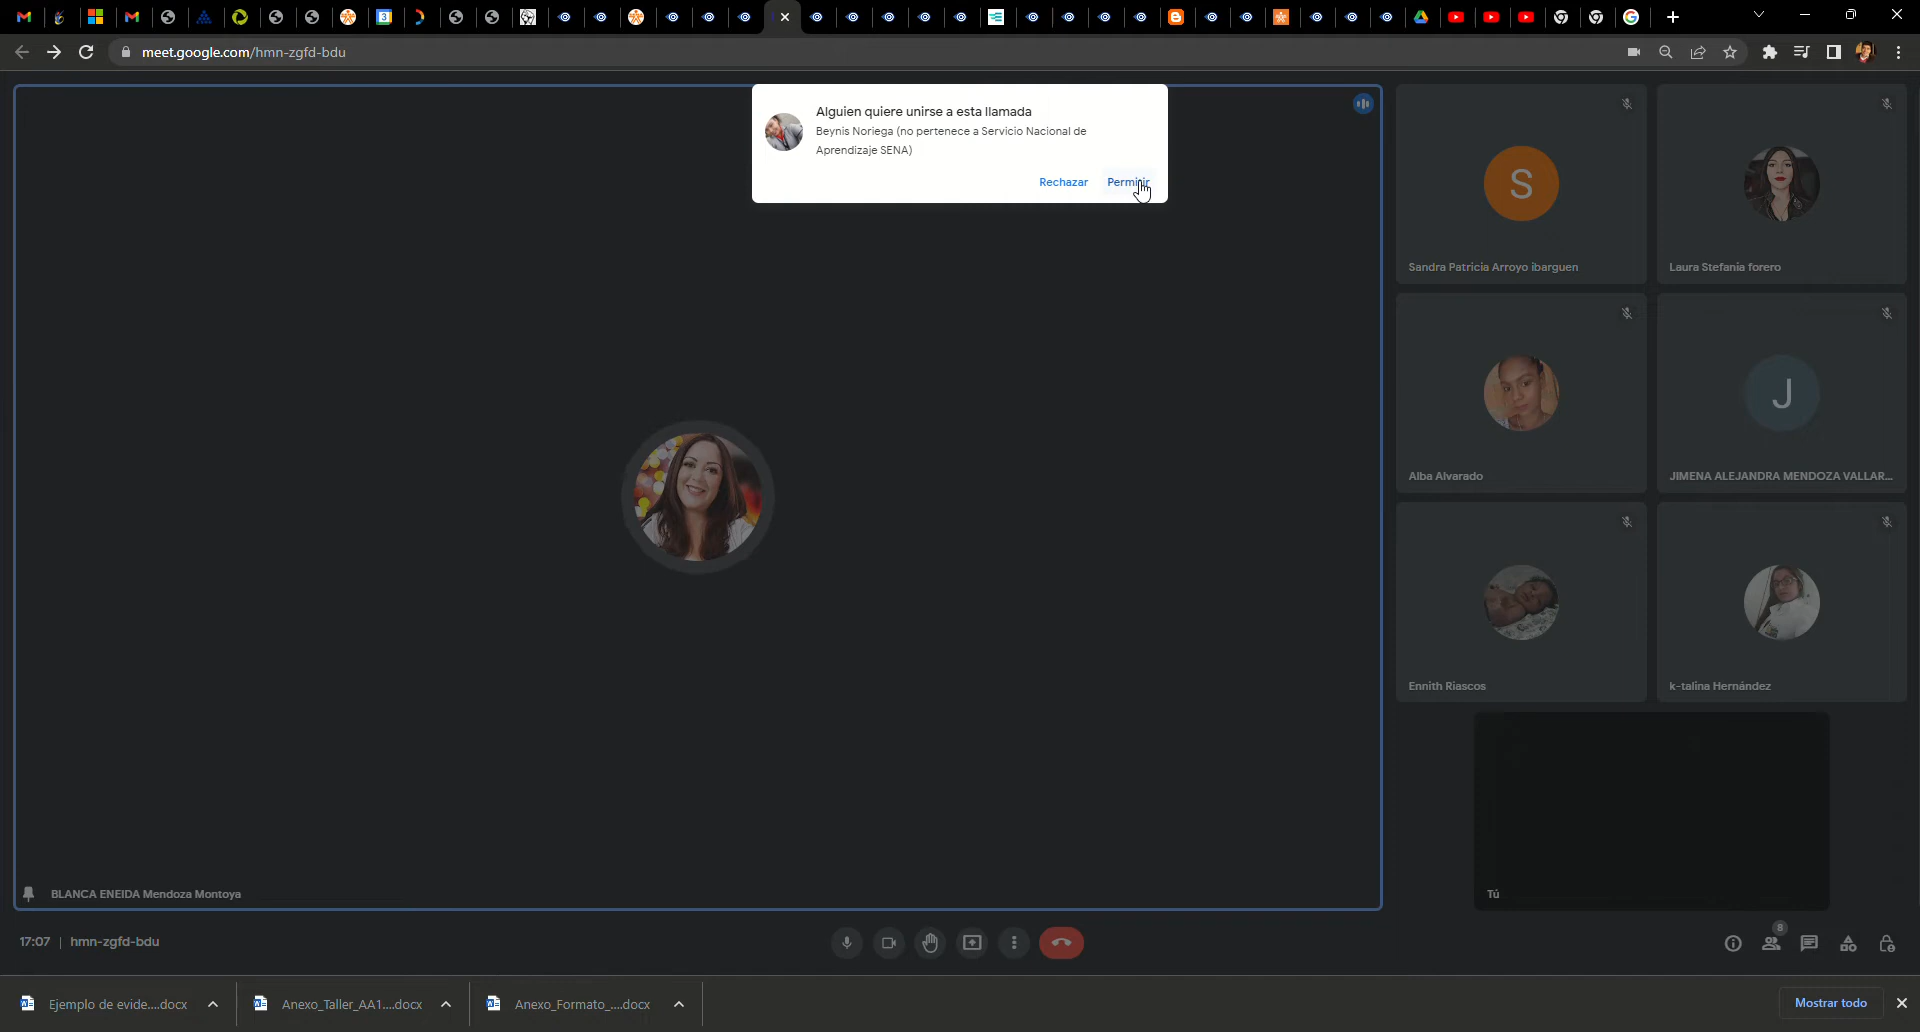 3
meet.google.com/hmn-zgfd-bdu
Alguien quiere unirse a esta llamada
Beynis Noriega (no pertenece a Servicio Nacional de
Aprendizaje SENA)
Rechazar Permitir
S
Sandra Patricia Arroyo ibarguen
Laura Stefania forero
Alba Alvarado
J
JIMENA ALEJANDRA MENDOZA VALLAR...
Ennith Riascos
k-talina Hernández
Tú
BLANCA ENEIDA Mendoza Montoya
17:07 | hmn-zgfd-bdu
8
Ejemplo de evide....docx
Anexo_Taller_AA1....docx
Anexo_Formato_....docx
Mostrar todo